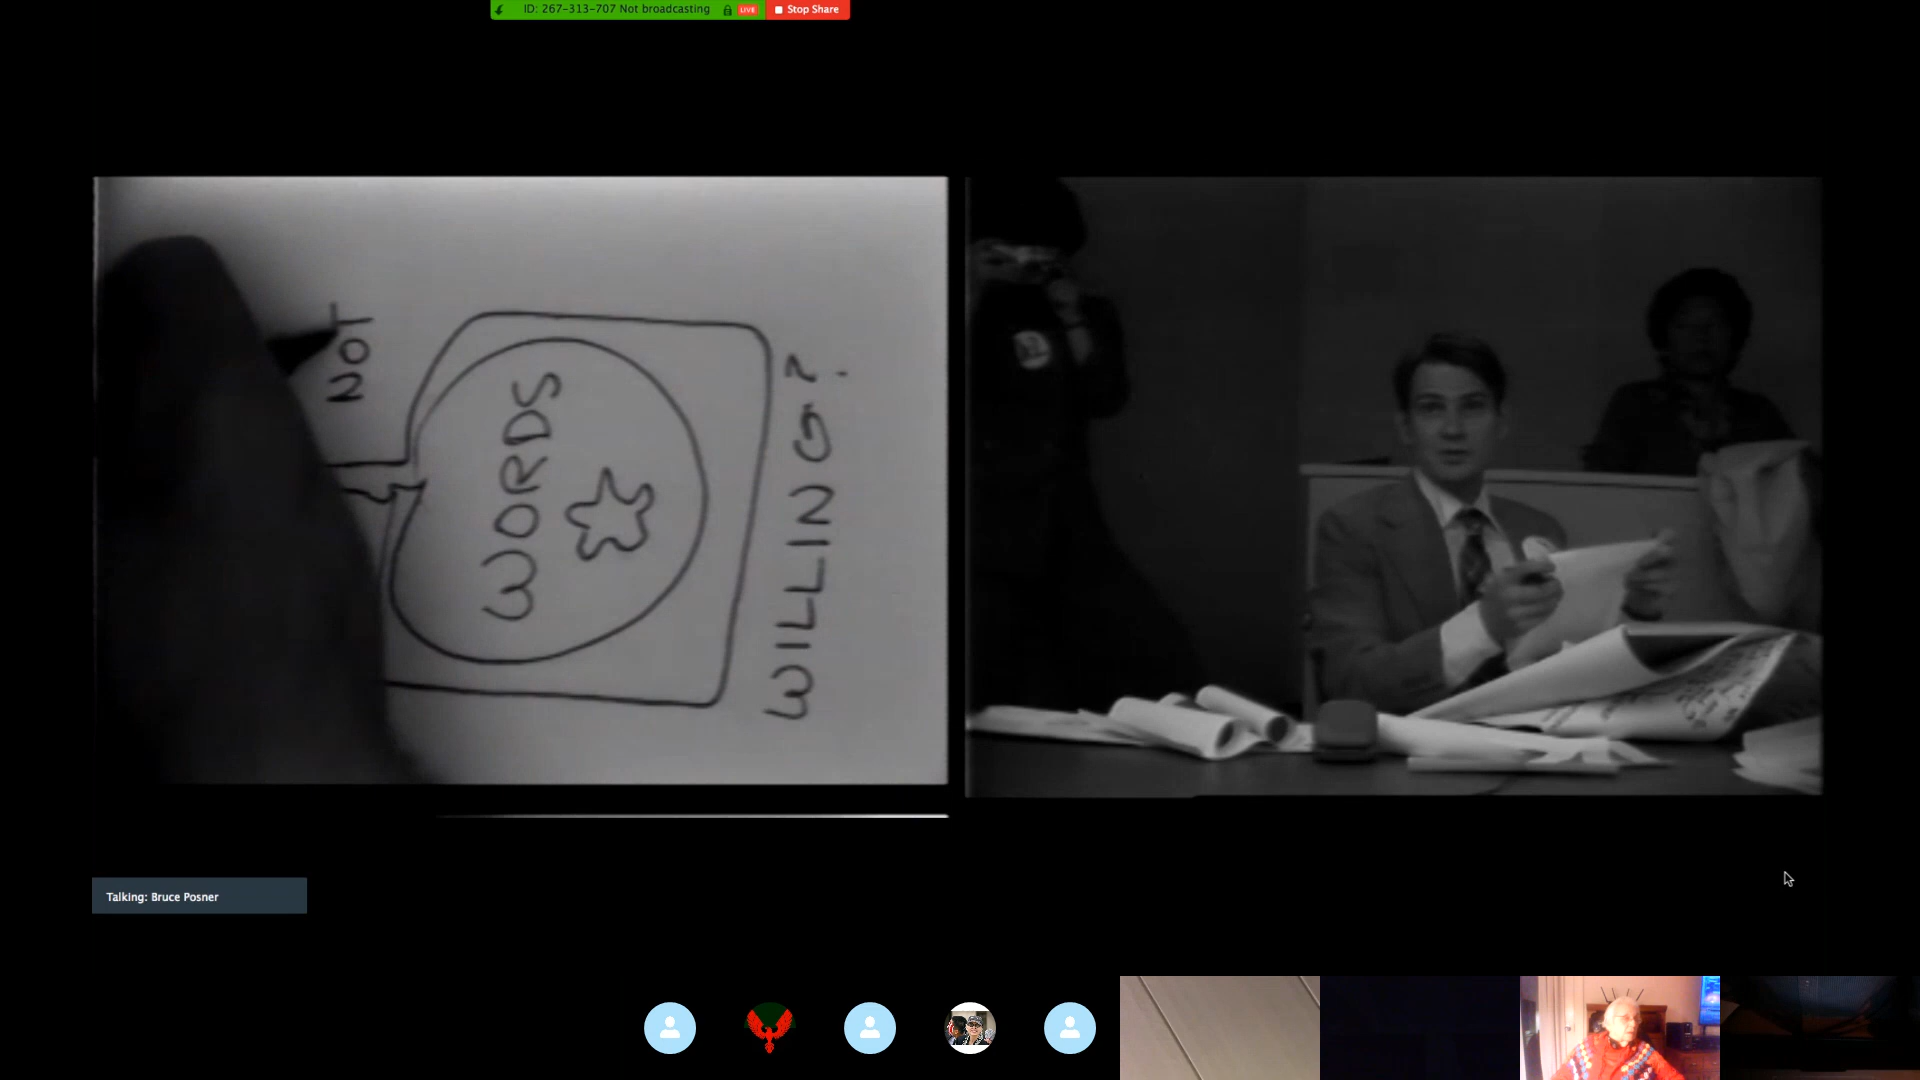 ID: 267-313-707 Not broadcasting
LIVE
Stop Share
NOT
WORDS
WILLING?
Talking: Bruce Posner